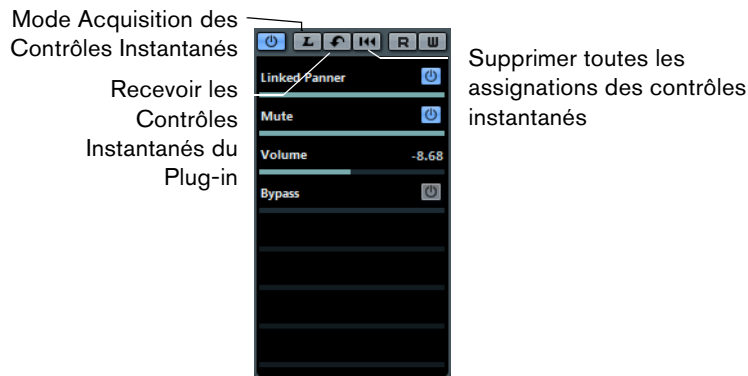 Mode Acquisition des
Contrôles Instantanés
Recevoir les
Contrôles
Instantanés du
Plug-in
L
R W
Linked Panner
Mute
Volume -8.68
Bypass
Supprimer toutes les
assignations des contrôles
instantanés